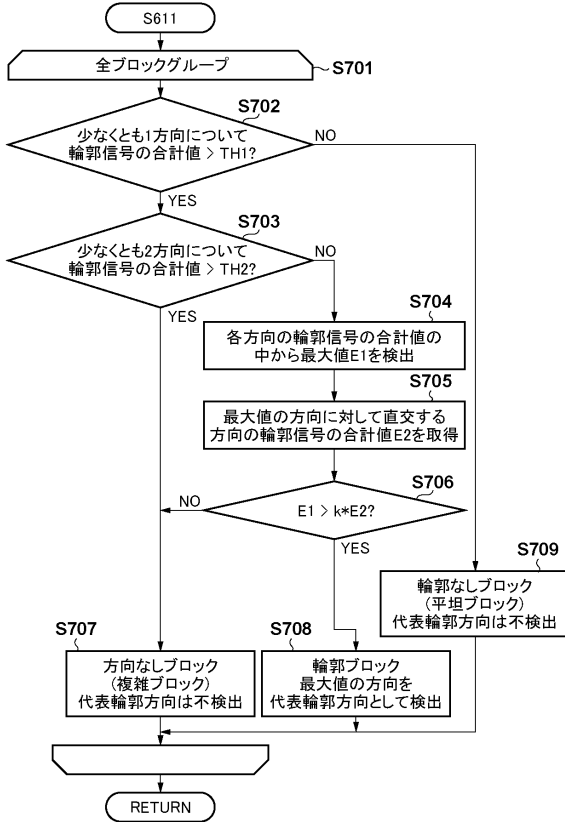 S611
全ブロックグループ
S701
S702
少なくとも1方向について
輪郭信号の合計値 > TH1?
NO
YES
S703
少なくとも2方向について
輪郭信号の合計値 > TH2?
NO
YES
S704
各方向の輪郭信号の合計値の
中から最大値E1を検出
S705
最大値の方向に対して直交する
方向の輪郭信号の合計値E2を取得
S706
E1 > k*E2?
NO
YES
S709
輪郭なしブロック
(平坦ブロック)
代表輪郭方向は不検出
S707
方向なしブロック
(複雑ブロック)
代表輪郭方向は不検出
S708
輪郭ブロック
最大値の方向を
代表輪郭方向として検出
RETURN